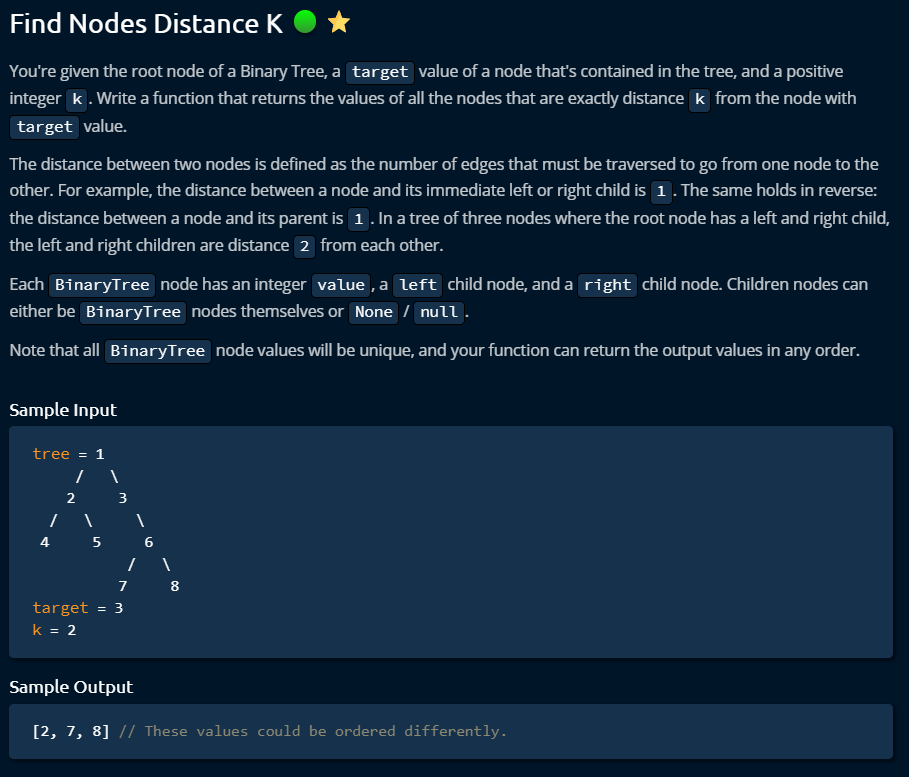 Find Nodes Distance K
You're given the root node of a Binary Tree, a target value of a node that's contained in the tree, and a positive
integer k. Write a function that returns the values of all the nodes that are exactly distance k from the node with
target value.
The distance between two nodes is defined as the number of edges that must be traversed to go from one node to the
other. For example, the distance between a node and its immediate left or right child is 1. The same holds in reverse:
the distance between a node and its parent is 1. In a tree of three nodes where the root node has a left and right child,
the left and right children are distance 2 from each other.
Each BinaryTree node has an integer value, a left child node, and a right child node. Children nodes can
either be BinaryTree nodes themselves or None / null.
Note that all BinaryTree node values will be unique, and your function can return the output values in any order.
Sample Input
tree = 1
/ \
2 3
/ \ \
4 5 6
/ \
7 8
target = 3
k = 2
Sample Output
[2, 7, 8] // These values could be ordered differently.